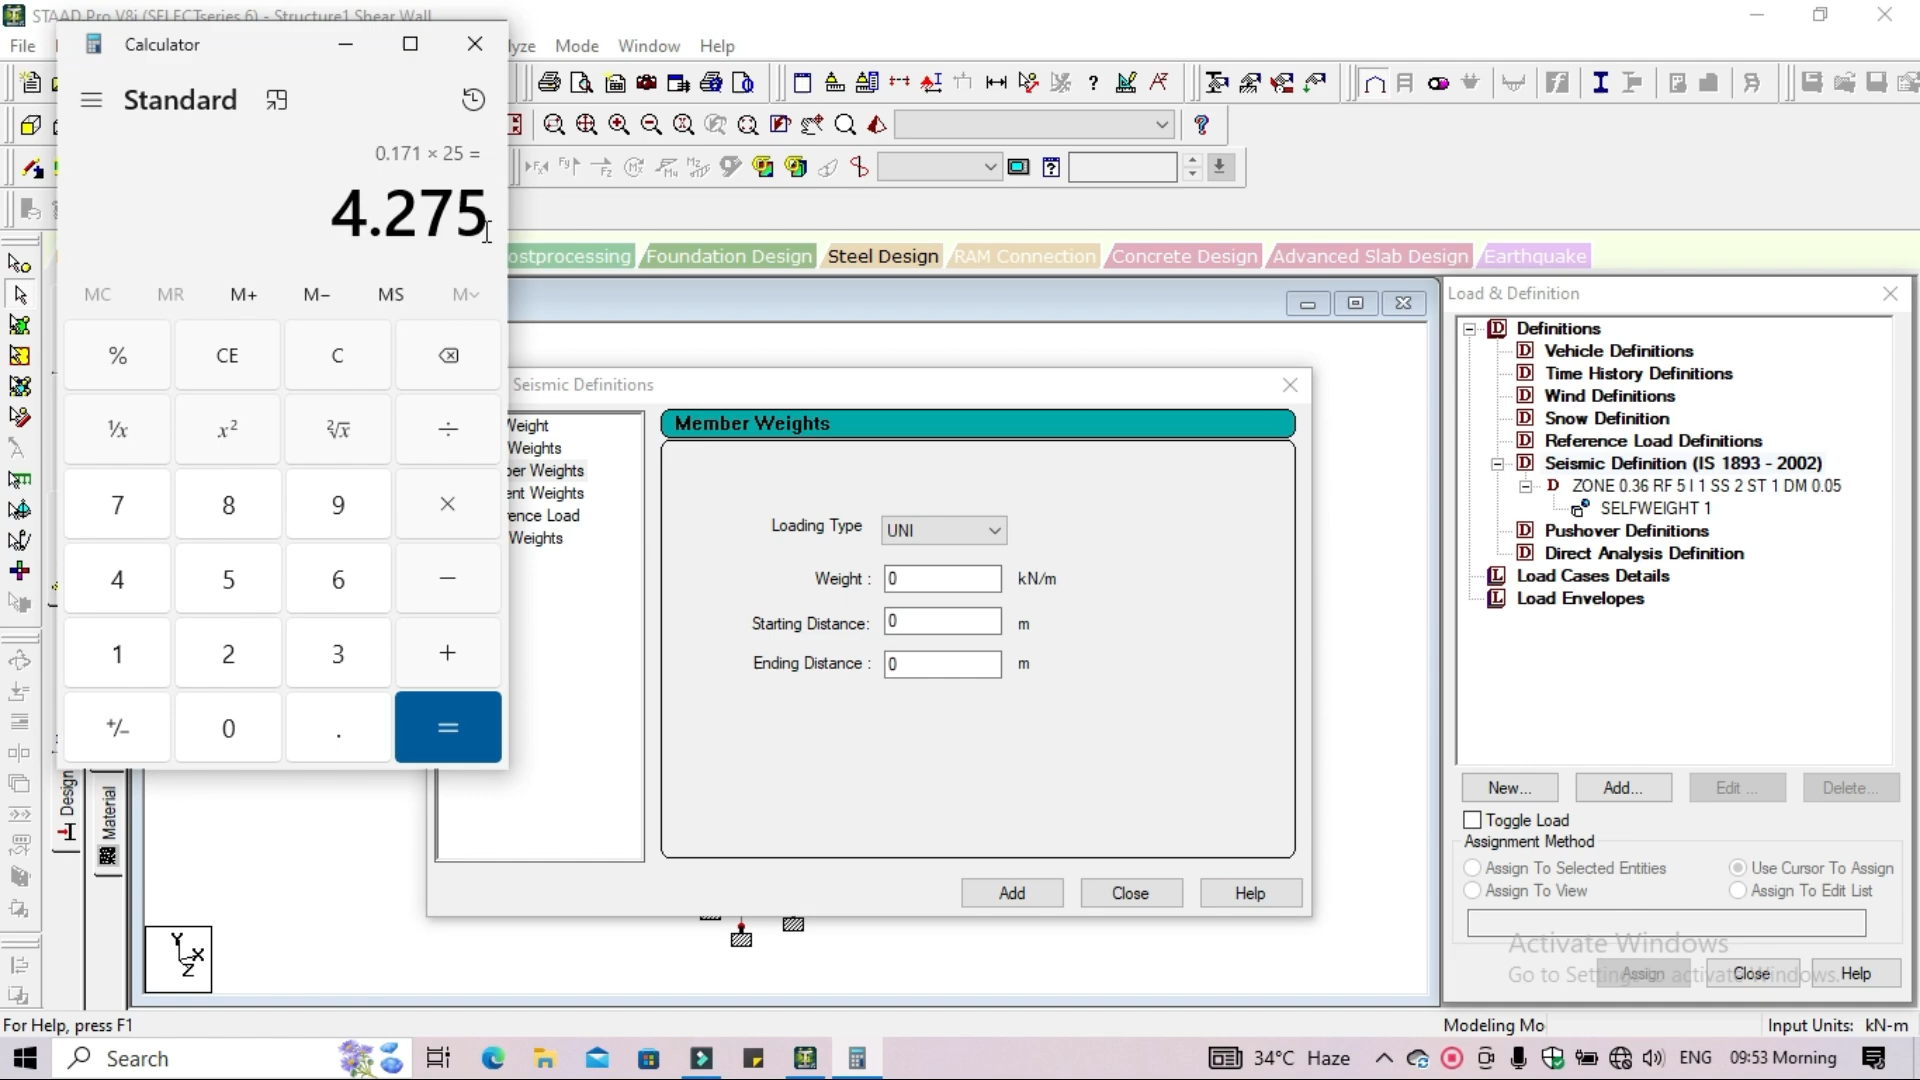 STAAD.Pro V8i (SELECTseries 6) - Structure1 Shear Wall
Calculator
File
lyze Mode Window Help
Standard
0.171 × 25 =
4.275
MC MR M+ M− MS M
% CE C
¹/x x² ²√x ÷
7 8 9 ×
4 5 6 −
1 2 3 +
+/− 0 . =
ostprocessing Foundation Design Steel Design RAM Connection Concrete Design Advanced Slab Design Earthquake
Seismic Definitions
Weight
Weights
ber Weights
ent Weights
rence Load
Weights
Member Weights
Loading Type UNI
Weight : 0 kN/m
Starting Distance: 0 m
Ending Distance : 0 m
Add Close Help
Load & Definition
Definitions
Vehicle Definitions
Time History Definitions
Wind Definitions
Snow Definition
Reference Load Definitions
Seismic Definition (IS 1893 - 2002)
ZONE 0.36 RF 5 I 1 SS 2 ST 1 DM 0.05
SELFWEIGHT 1
Pushover Definitions
Direct Analysis Definition
Load Cases Details
Load Envelopes
New... Add... Edit ... Delete...
Toggle Load
Assignment Method
Assign To Selected Entities Use Cursor To Assign
Assign To View Assign To Edit List
Activate Windows
Go to Settings to activate Windows.
Assign Close Help
Design
Material
Y
X
Z
For Help, press F1
Modeling Mo Input Units: kN-m
Search
34°C Haze ENG 09:53 Morning